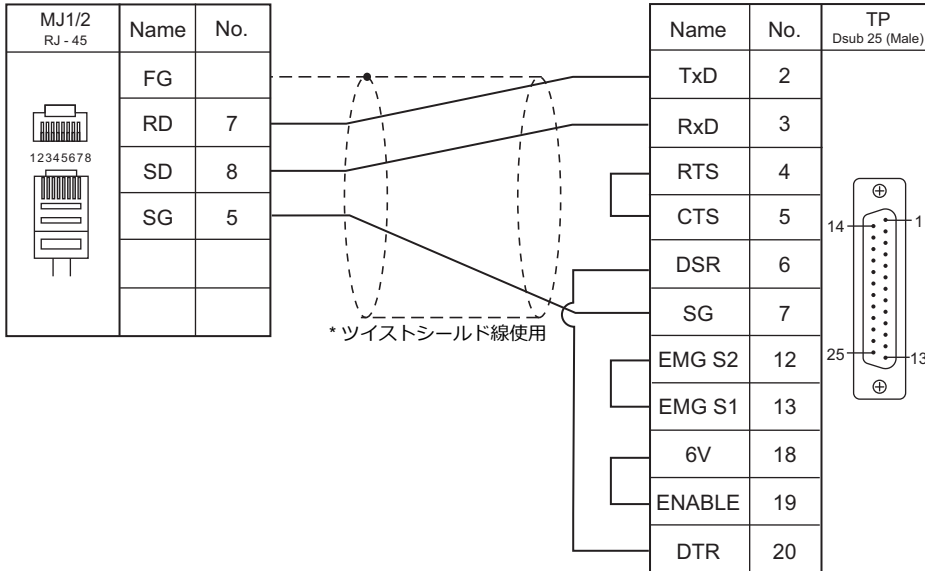 MJ1/2
RJ - 45
Name
No.
FG
RD
7
SD
8
SG
5
12345678
* ツイストシールド線使用
Name
No.
TP
Dsub 25 (Male)
TxD
2
RxD
3
RTS
4
CTS
5
DSR
6
SG
7
EMG S2
12
EMG S1
13
6V
18
ENABLE
19
DTR
20
14
1
25
13